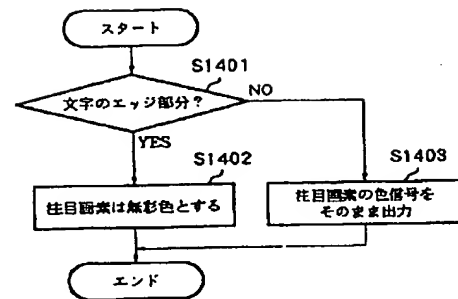 スタート
S1401
文字のエッジ部分?
NO
YES
S1402
S1403
注目画素は無彩色とする
注目画素の色信号を
そのまま出力
エンド